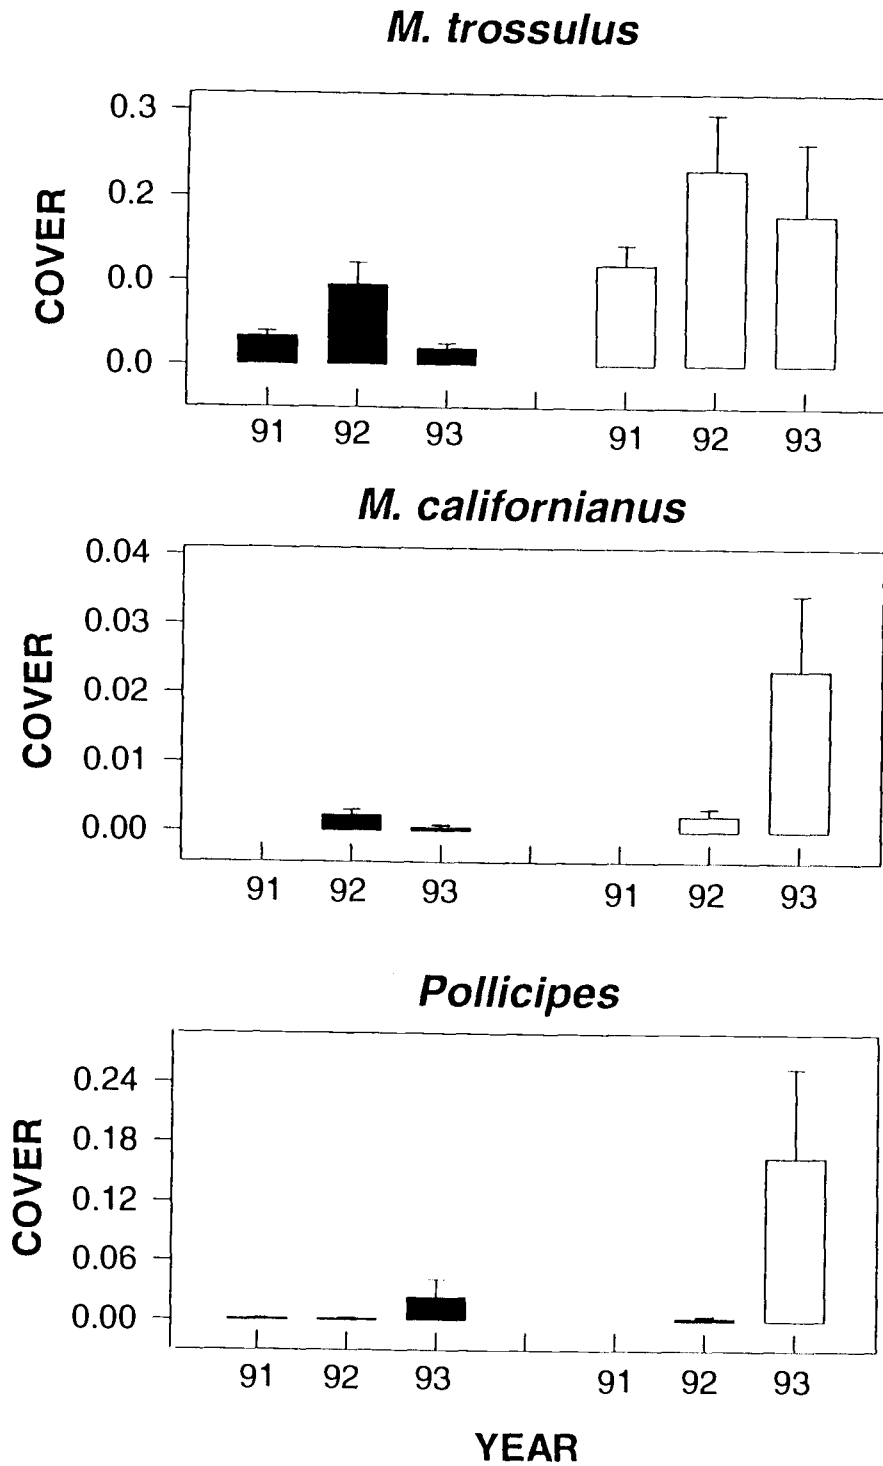 M. trossulus
0.3
0.2
0.0
0.0
COVER
91 92 93 91 92 93
M. californianus
0.04
0.03
0.02
0.01
0.00
COVER
91 92 93 91 92 93
Pollicipes
0.24
0.18
0.12
0.06
0.00
COVER
91 92 93 91 92 93
YEAR